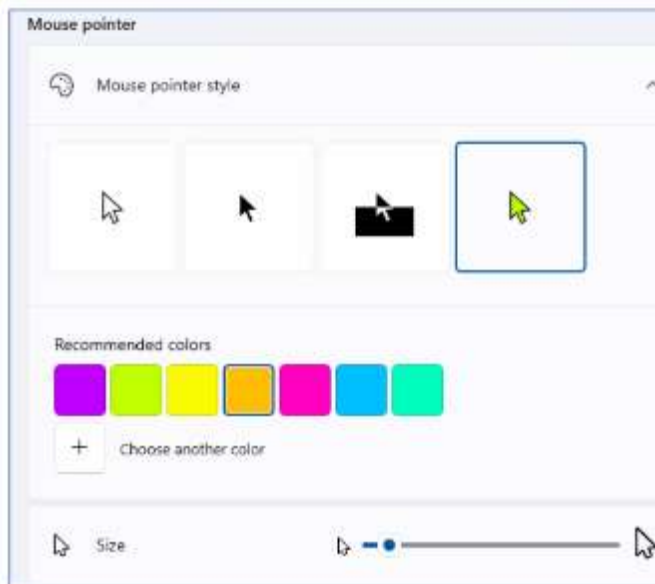 Mouse pointer
Mouse pointer style
Recommended colors
Choose another color
Size